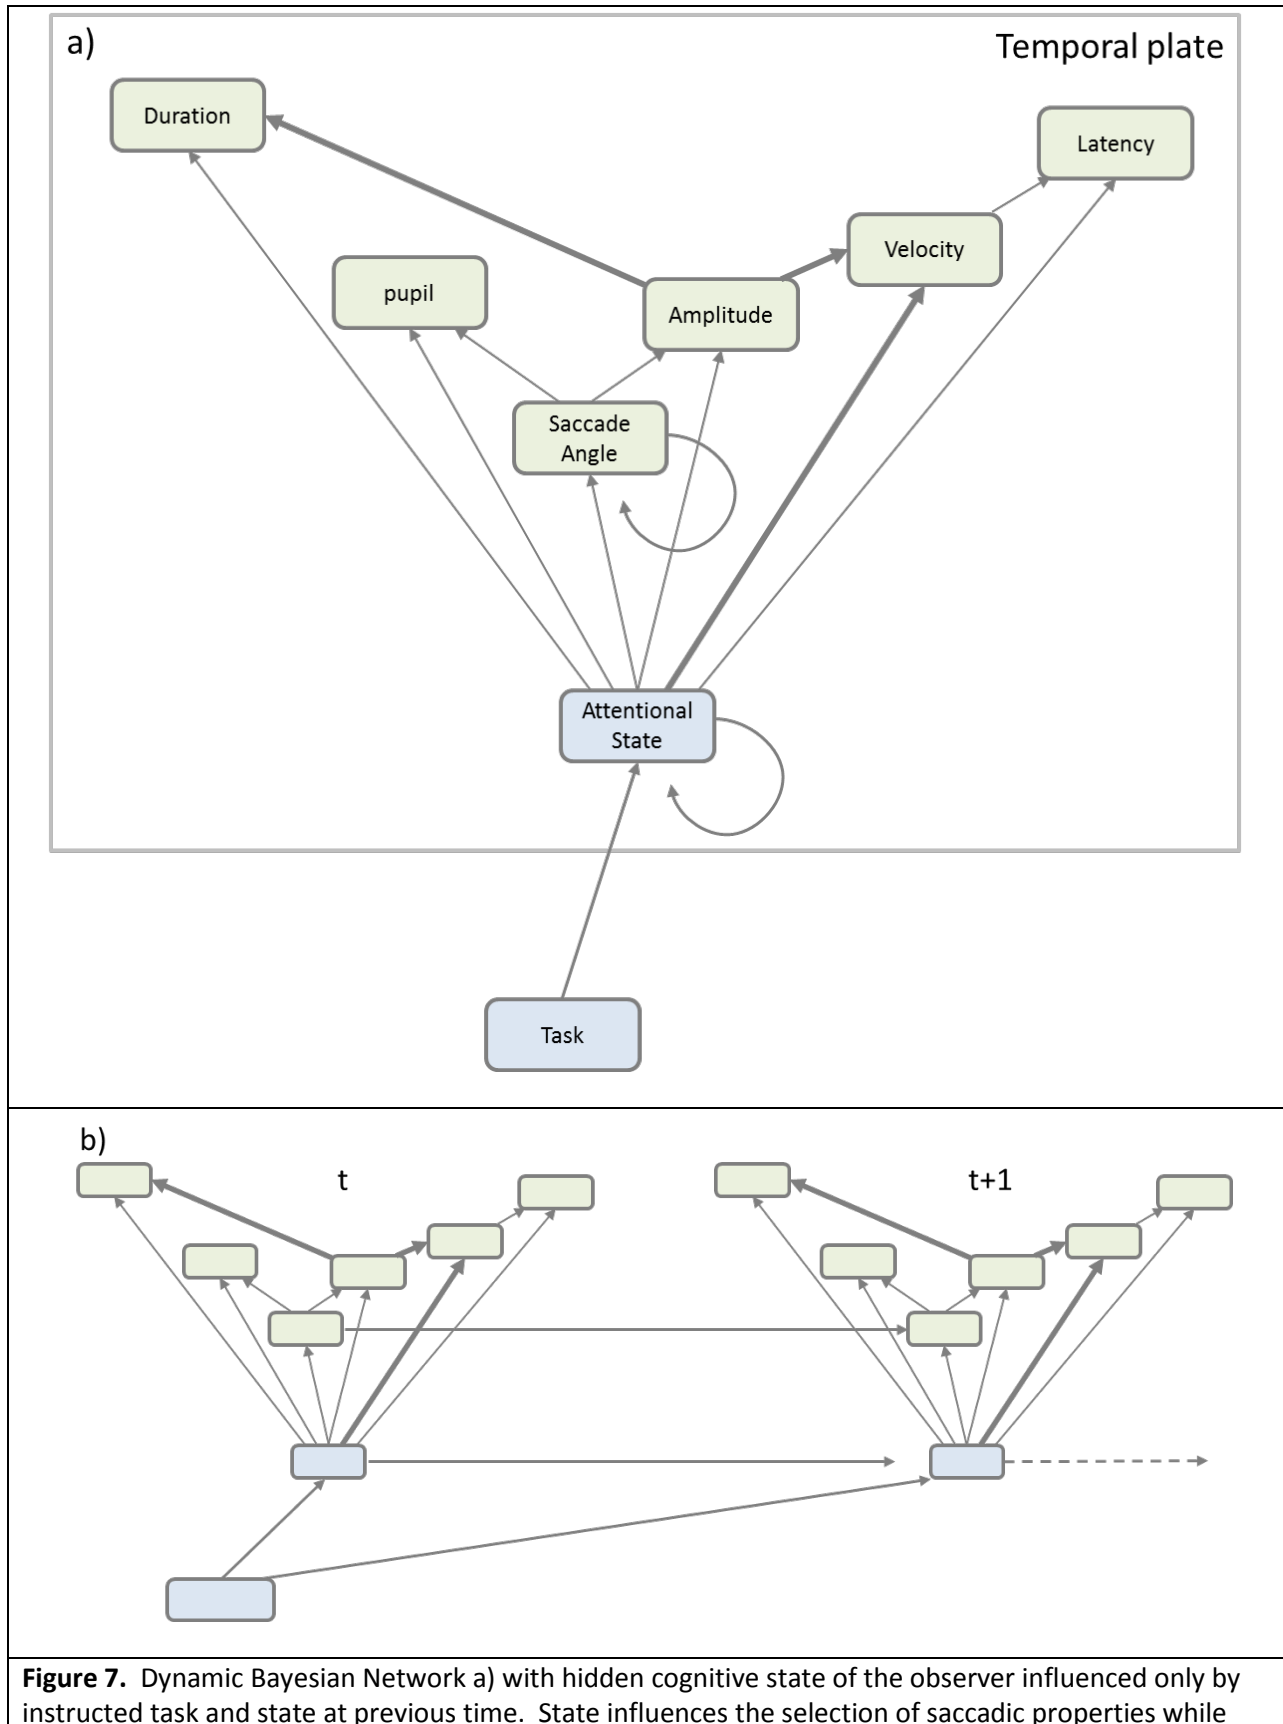 a)
Temporal plate
Duration
Latency
Velocity
pupil
Amplitude
Saccade
Angle
Attentional
State
Task
b)
t
t+1
Figure 7. Dynamic Bayesian Network a) with hidden cognitive state of the observer influenced only by
instructed task and state at previous time. State influences the selection of saccadic properties while